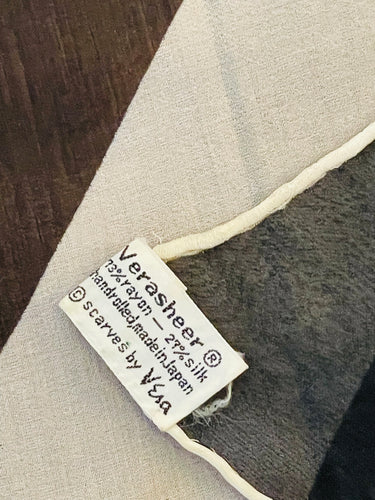 Verasheer®
73% rayon – 27% silk
handrolled, made in Japan
© scarves by Vera